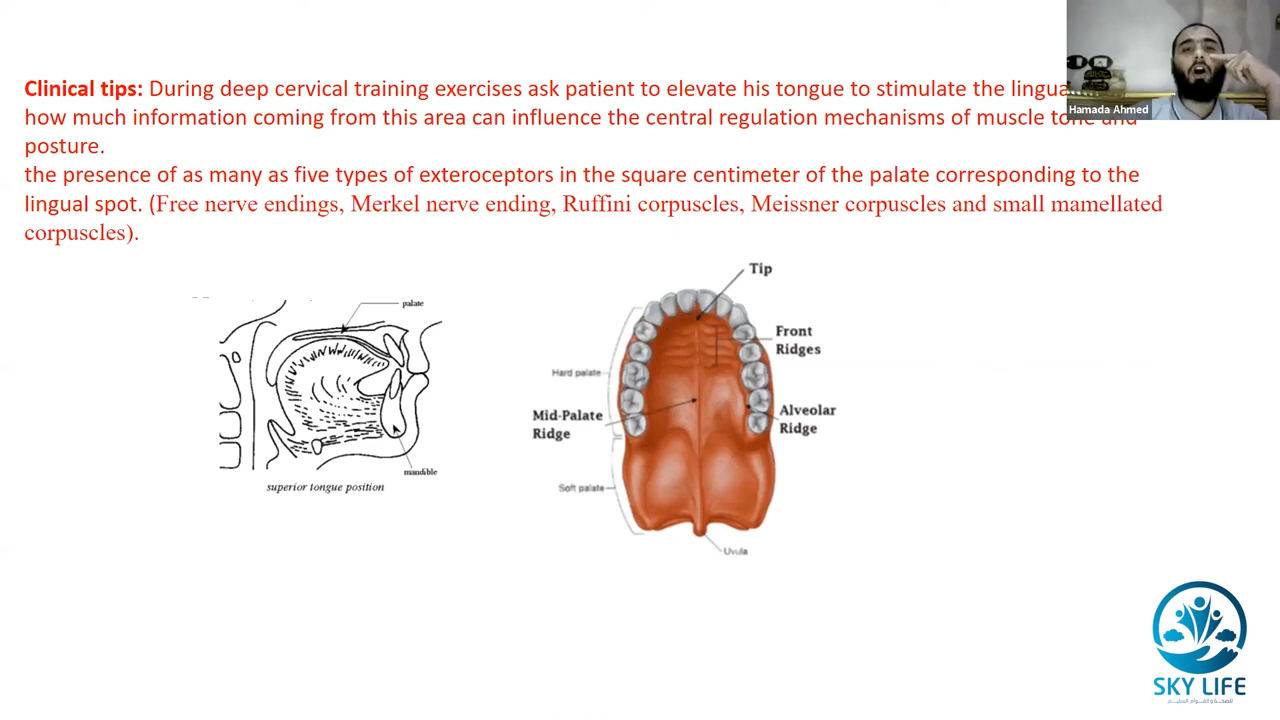 Clinical tips: During deep cervical training exercises ask patient to elevate his tongue to stimulate the
how much information coming from this area can influence the central regulation mechanisms of muscle tone and
posture.
the presence of as many as five types of exteroceptors in the square centimeter of the palate corresponding to the
lingual spot. (Free nerve endings, Merkel nerve ending, Ruffini corpuscles, Meissner corpuscles and small mamellated
corpuscles).
Hamada Ahmed
palate
mandible
superior tongue position
Tip
Front
Ridges
Hard palate
Mid-Palate
Ridge
Alveolar
Ridge
Soft palate
Uvula
SKY LIFE
للصحة و القوام السليم